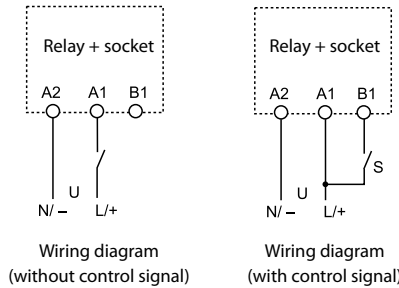 Relay + socket
A2 A1 B1
U
N/ – L/+
Wiring diagram
(without control signal)
Relay + socket
A2 A1 B1
S
U
N/ – L/+
Wiring diagram
(with control signal)